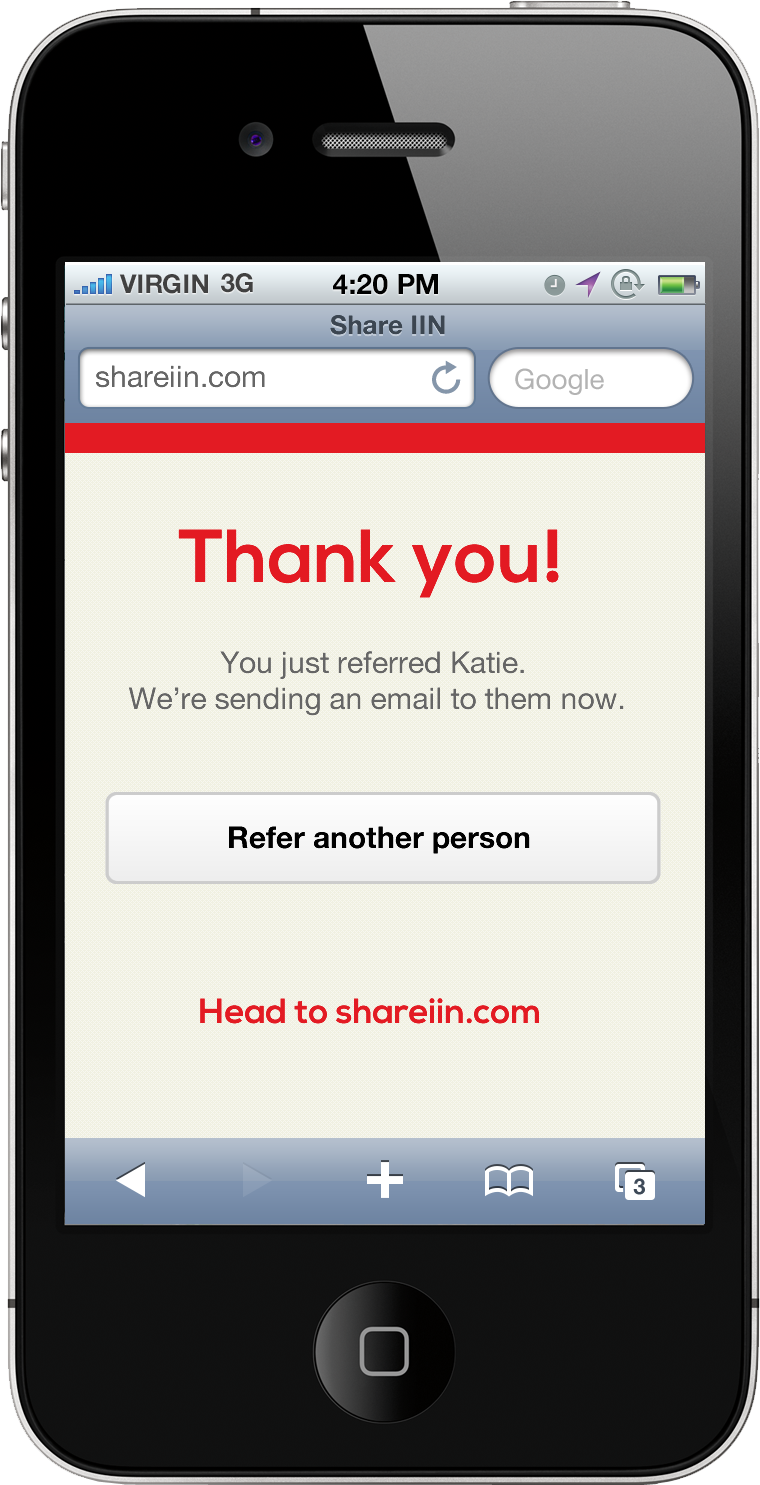 VIRGIN 3G 4:20 PM
Share IIN
shareiin.com Google
Thank you!
You just referred Katie.
We’re sending an email to them now.
Refer another person
Head to shareiin.com
3